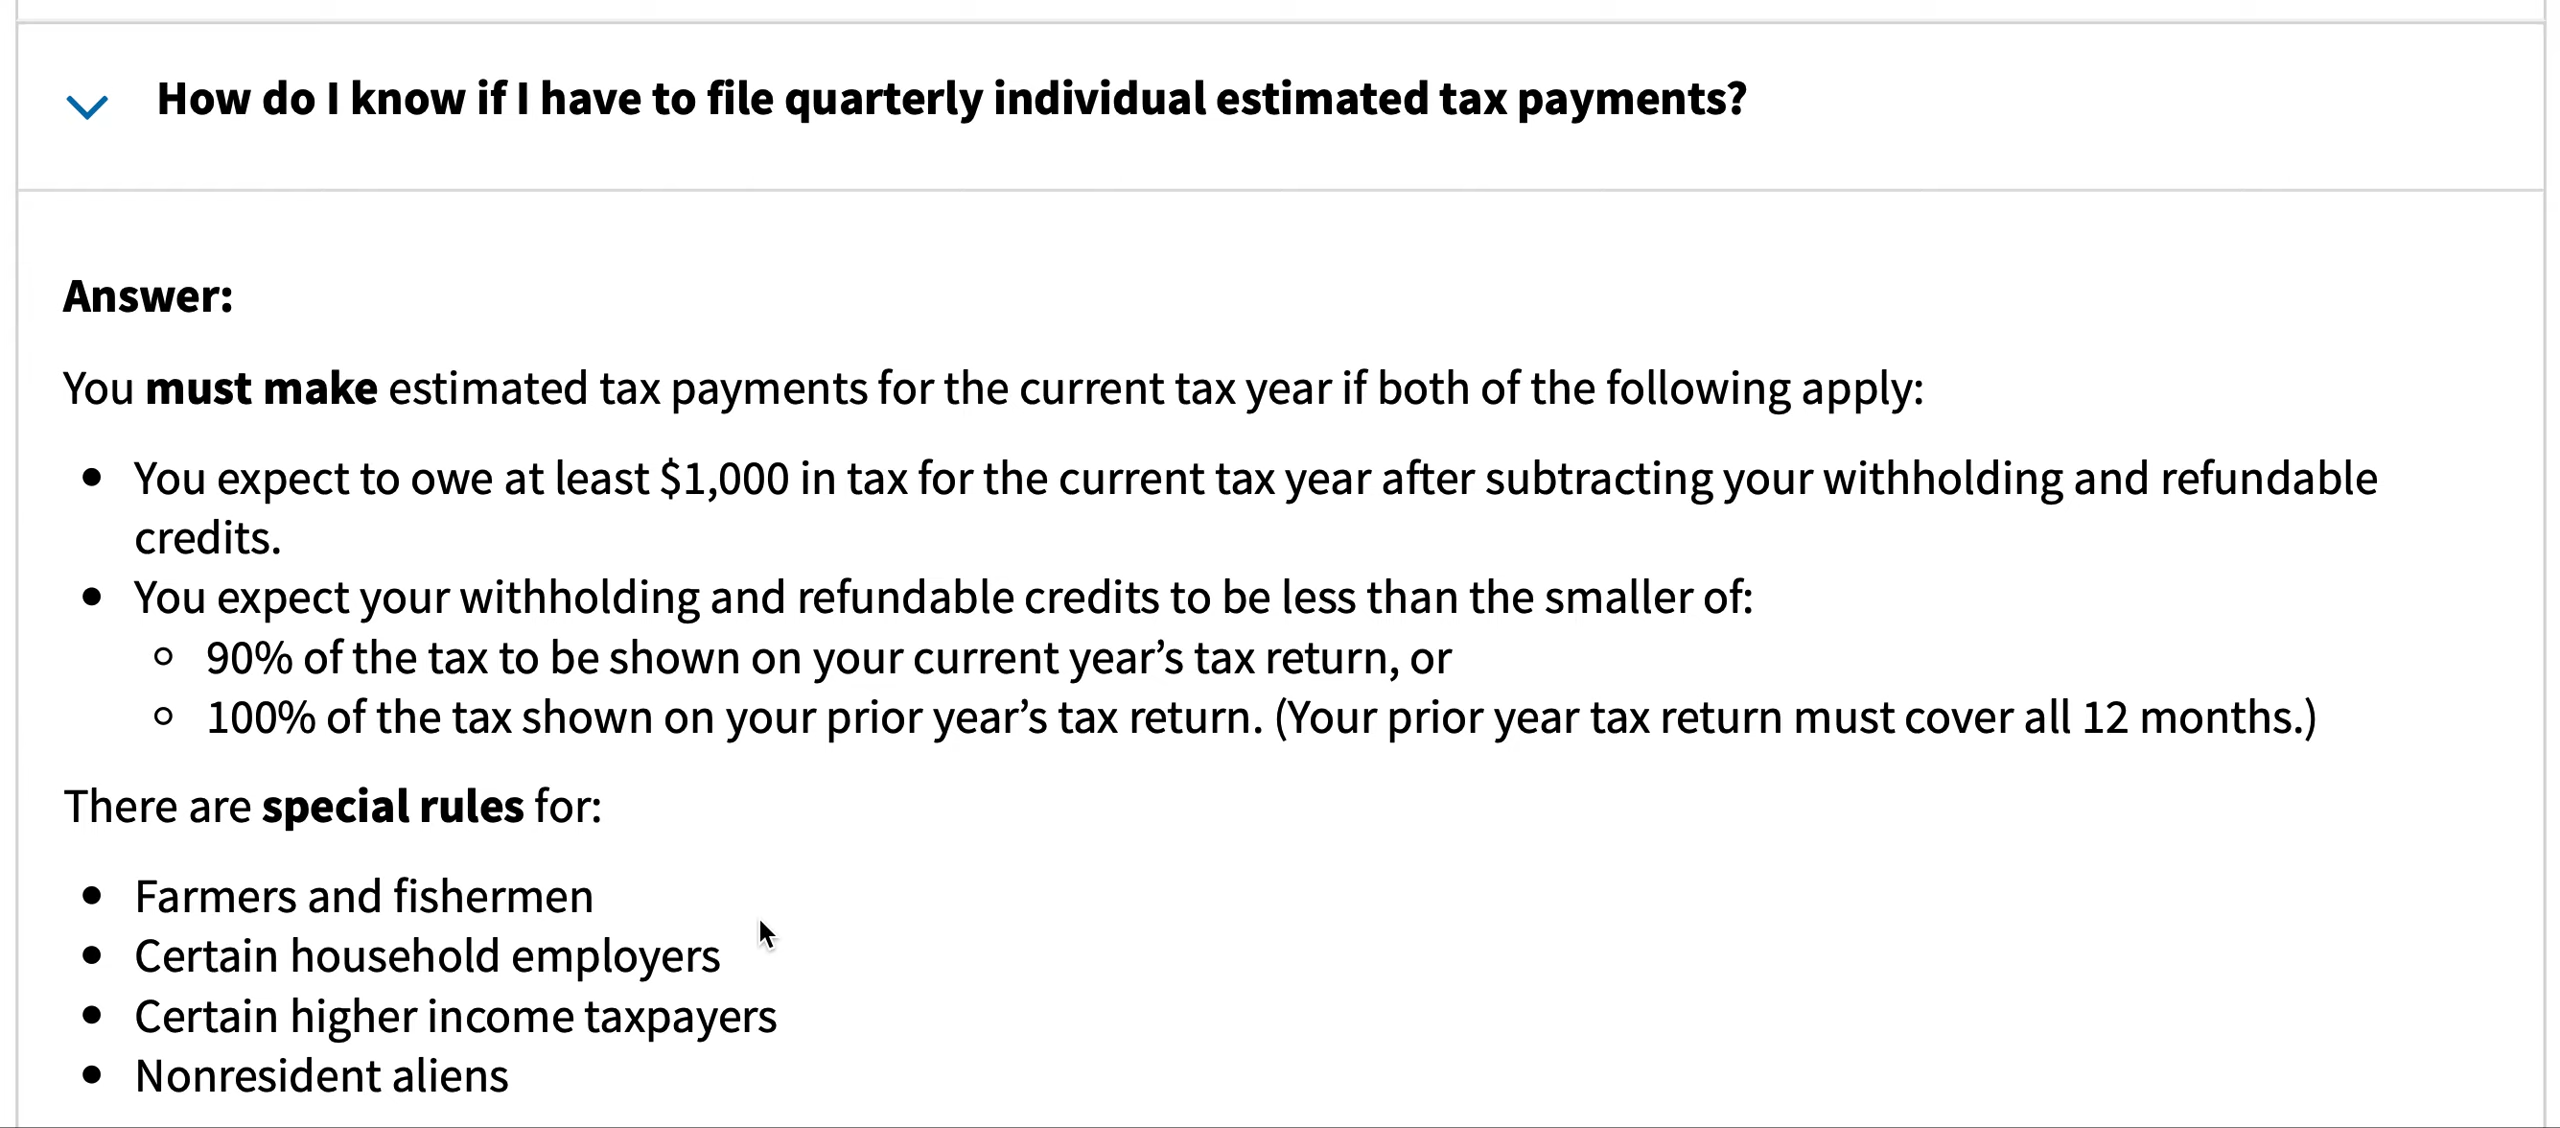 How do I know if I have to file quarterly individual estimated tax payments?
Answer:
You must make estimated tax payments for the current tax year if both of the following apply:
You expect to owe at least $1,000 in tax for the current tax year after subtracting your withholding and refundable
credits.
You expect your withholding and refundable credits to be less than the smaller of:
90% of the tax to be shown on your current year’s tax return, or
100% of the tax shown on your prior year’s tax return. (Your prior year tax return must cover all 12 months.)
There are special rules for:
Farmers and fishermen
Certain household employers
Certain higher income taxpayers
Nonresident aliens